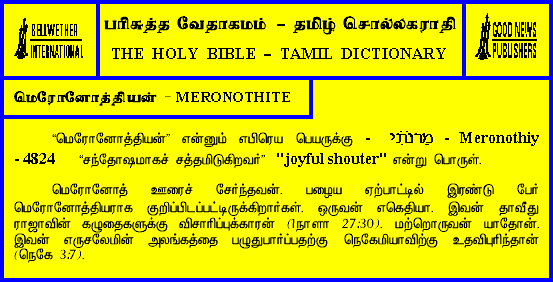 BELLWETHER
INTERNATIONAL
பரிசுத்த வேதாகமம் – தமிழ் சொல்லகராதி
THE HOLY BIBLE – TAMIL DICTIONARY
GOOD NEWS
PUBLISHERS
மெரோனோத்தியன் – MERONOTHITE
“மெரோனோத்தியன்” என்னும் எபிரெய பெயருக்கு - מרנתי - Meronothiy
- 4824 “சந்தோஷமாகச் சத்தமிடுகிறவர்” "joyful shouter" என்று பொருள்.
மெரோனோத் ஊரைச் சேர்ந்தவன். பழைய ஏற்பாட்டில் இரண்டு பேர்
மெரோனோத்தியராக குறிப்பிடப்பட்டிருக்கிறார்கள். ஒருவன் எகெதியா. இவன் தாவீது
ராஜாவின் கழுதைகளுக்கு விசாரிப்புக்காரன் (1நாளா 27:30). மற்றொருவன் யாதோன்.
இவன் எருசலேமின் அலங்கத்தை பழுதுபார்ப்பதற்கு நெகேமியாவிற்கு உதவிபுரிந்தான்
(நெகே 3:7).